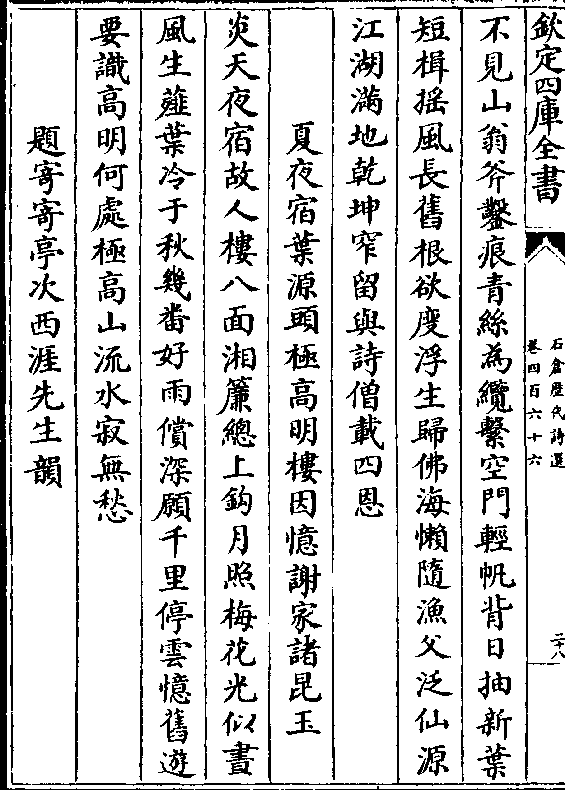 欽定四庫全書
石倉歷代詩選
卷四百六十六
二十八
不見山翁斧鑿痕青絲為纜繫空門輕帆背日抽新葉
短楫搖風長舊根欲度浮生歸佛海懶隨漁父泛仙源
江湖滿地乾坤窄留與詩僧載四恩
夏夜宿葉源頭極高明樓因憶謝家諸昆玉
炎天夜宿故人樓八面湘簾總上鈎月照梅花光似晝
風生薤葉冷于秋幾畨好雨償深願千里停雲憶舊遊
要識高明何處極高山流水寂無愁
題寄寄亭次西涯先生韻